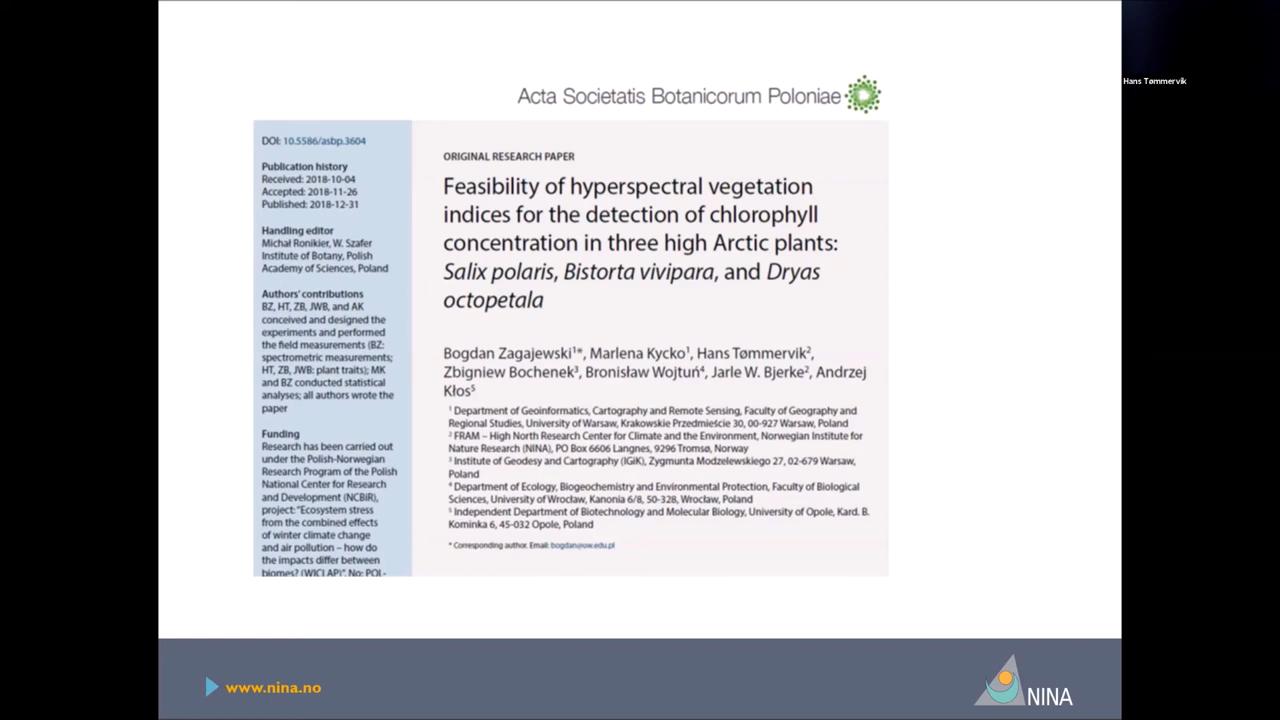 Hans Tømmervik
Acta Societatis Botanicorum Poloniae
DOI: 10.5586/asbp.3604
Publication history
Received: 2018-10-04
Accepted: 2018-11-26
Published: 2018-12-31
Handling editor
Michał Ronikier, W. Szafer
Institute of Botany, Polish
Academy of Sciences, Poland
Authors' contributions
BZ, HT, ZB, JWB, and AK
conceived and designed the
experiments and performed
the field measurements (BZ:
spectrometric measurements;
HT, ZB, JWB: plant traits); MK
and BZ conducted statistical
analyses; all authors wrote the
paper
Funding
Research has been carried out
under the Polish-Norwegian
Research Program of the Polish
National Center for Research
and Development (NCBiR),
project: "Ecosystem stress
from the combined effects
of winter climate change
and air pollution – how do
the impacts differ between
biomes? (WICLAP)". No: POL-
ORIGINAL RESEARCH PAPER
Feasibility of hyperspectral vegetation
indices for the detection of chlorophyll
concentration in three high Arctic plants:
Salix polaris, Bistorta vivipara, and Dryas
octopetala
Bogdan Zagajewski¹*, Marlena Kycko¹, Hans Tømmervik²,
Zbigniew Bochenek³, Bronisław Wojtuń⁴, Jarle W. Bjerke², Andrzej
Kłos⁵
¹ Department of Geoinformatics, Cartography and Remote Sensing, Faculty of Geography and
Regional Studies, University of Warsaw, Krakowskie Przedmieście 30, 00-927 Warsaw, Poland
² FRAM – High North Research Center for Climate and the Environment, Norwegian Institute for
Nature Research (NINA), PO Box 6606 Langnes, 9296 Tromsø, Norway
³ Institute of Geodesy and Cartography (IGiK), Zygmunta Modzelewskiego 27, 02-679 Warsaw,
Poland
⁴ Department of Ecology, Biogeochemistry and Environmental Protection, Faculty of Biological
Sciences, University of Wrocław, Kanonia 6/8, 50-328, Wrocław, Poland
⁵ Independent Department of Biotechnology and Molecular Biology, University of Opole, Kard. B.
Kominka 6, 45-032 Opole, Poland
* Corresponding author. Email: bogdan@uw.edu.pl
www.nina.no
NINA